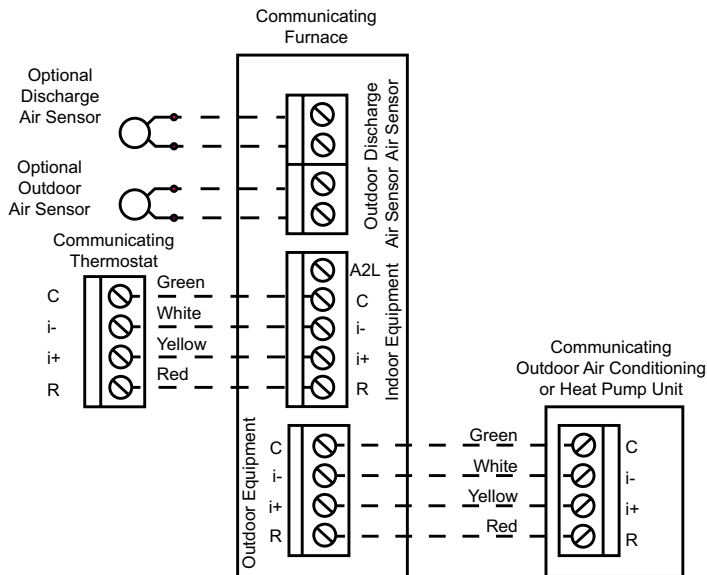 Communicating
Furnace
Optional
Discharge
Air Sensor
Optional
Outdoor
Air Sensor
Outdoor Discharge
Air Sensor Air Sensor
Communicating
Thermostat
C
i-
i+
R
Green
White
Yellow
Red
A2L
C
i-
i+
R
Indoor Equipment
Outdoor Equipment
C
i-
i+
R
Green
White
Yellow
Red
Communicating
Outdoor Air Conditioning
or Heat Pump Unit
C
i-
i+
R